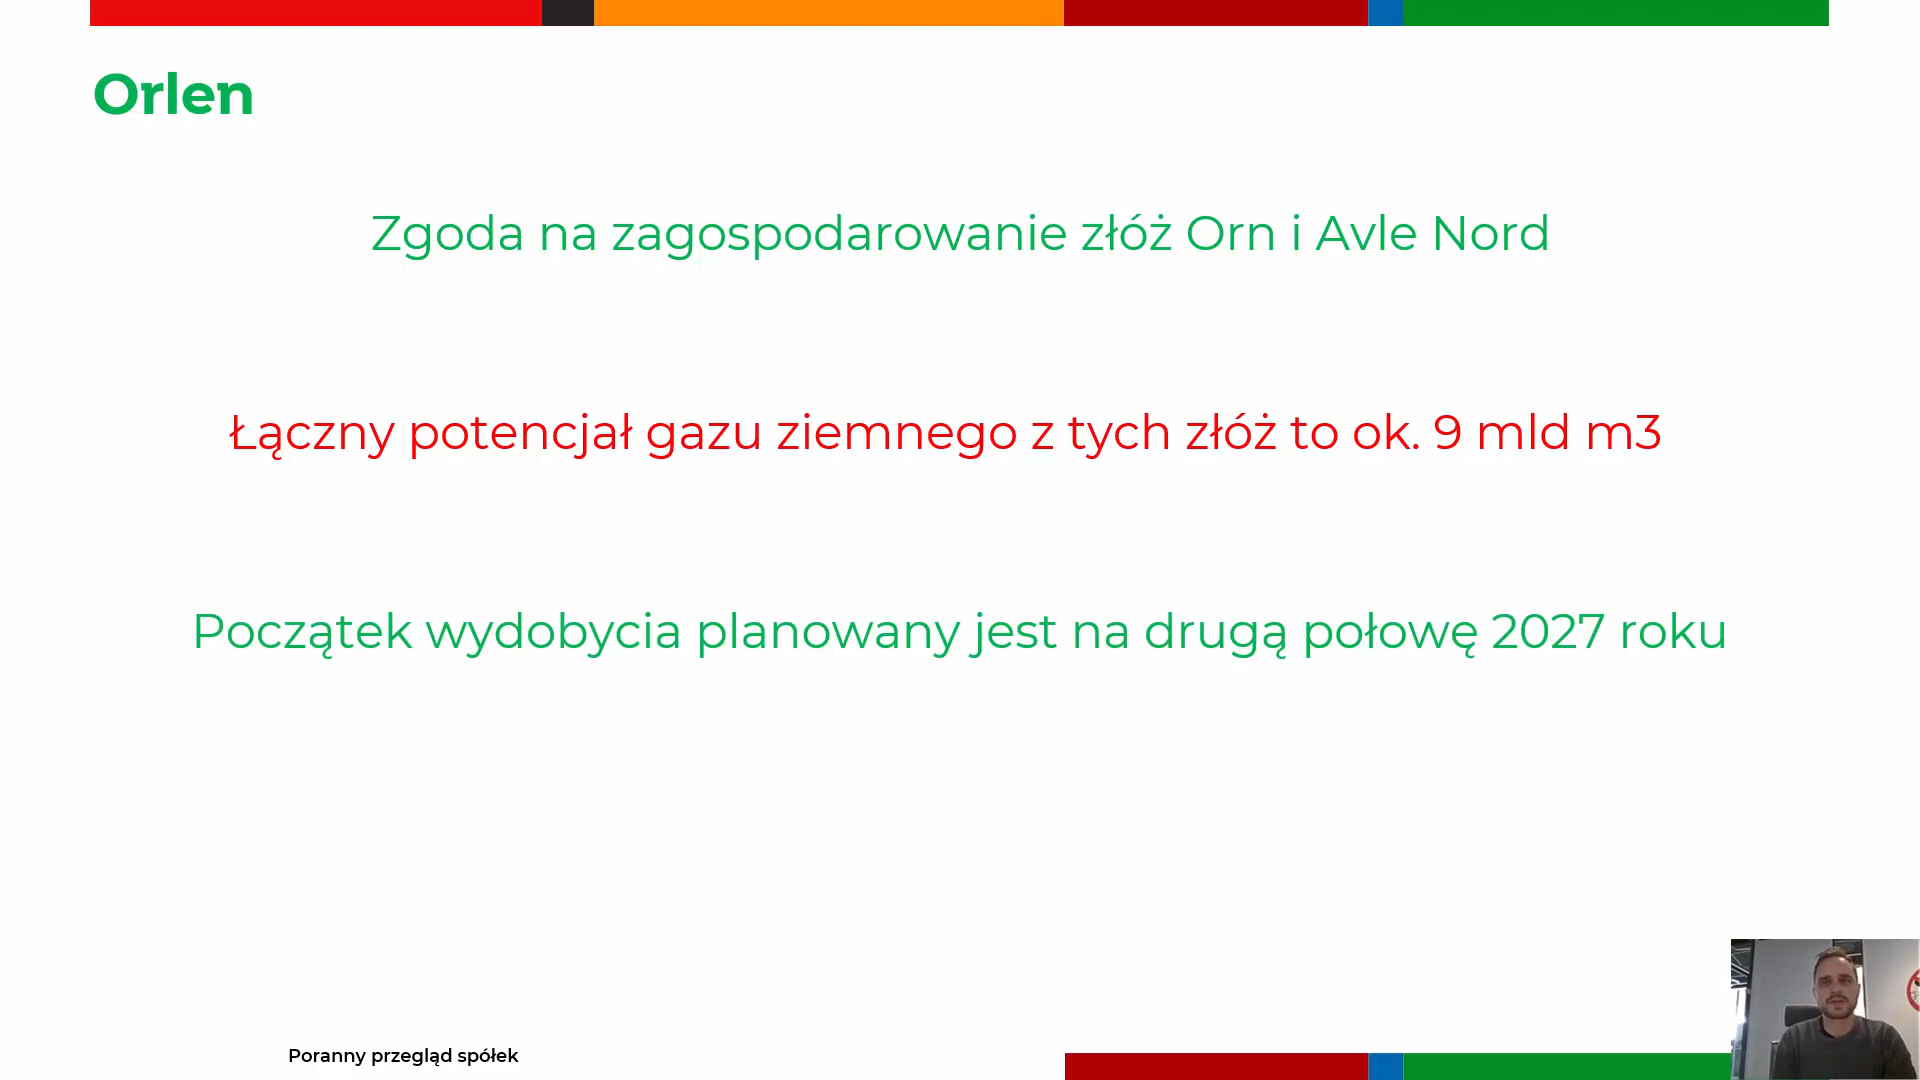 Orlen
Zgoda na zagospodarowanie złóż Orn i Avle Nord
Łączny potencjał gazu ziemnego z tych złóż to ok. 9 mld m3
Początek wydobycia planowany jest na drugą połowę 2027 roku
Poranny przegląd spółek